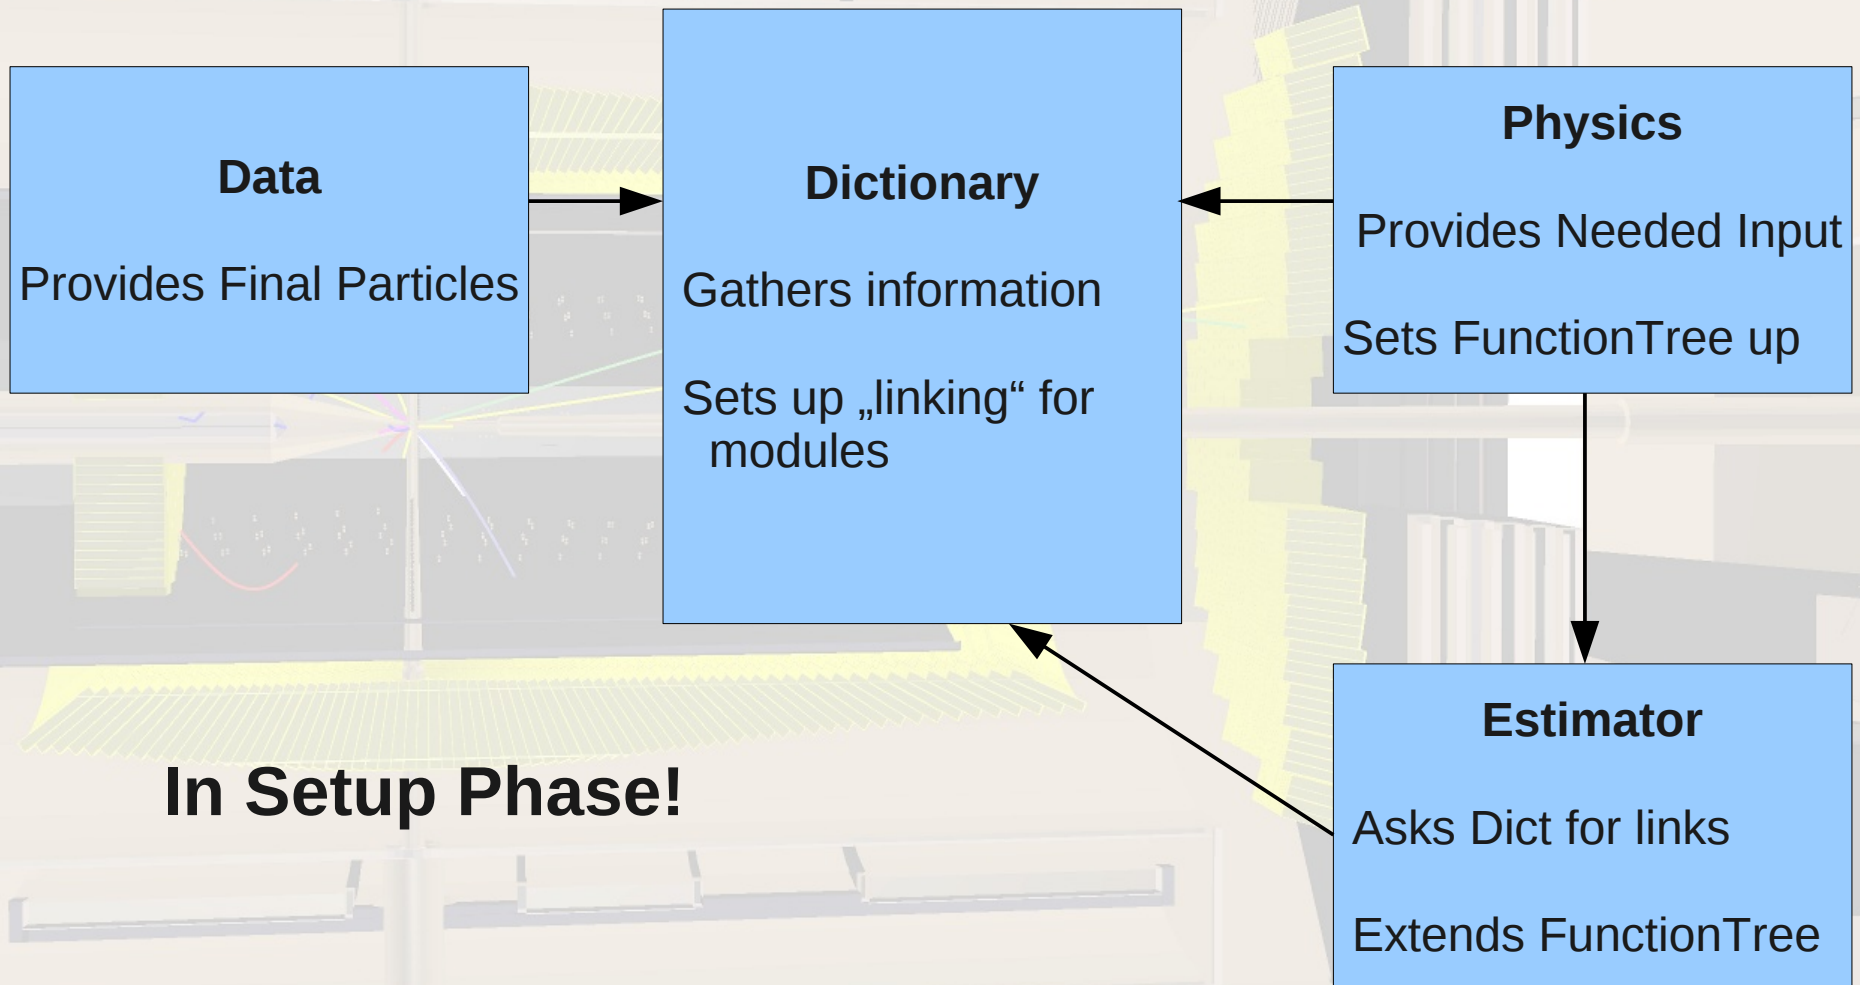 Data
Provides Final Particles
Dictionary
Gathers information
Sets up „linking“ for
modules
Physics
Provides Needed Input
Sets FunctionTree up
In Setup Phase!
Estimator
Asks Dict for links
Extends FunctionTree